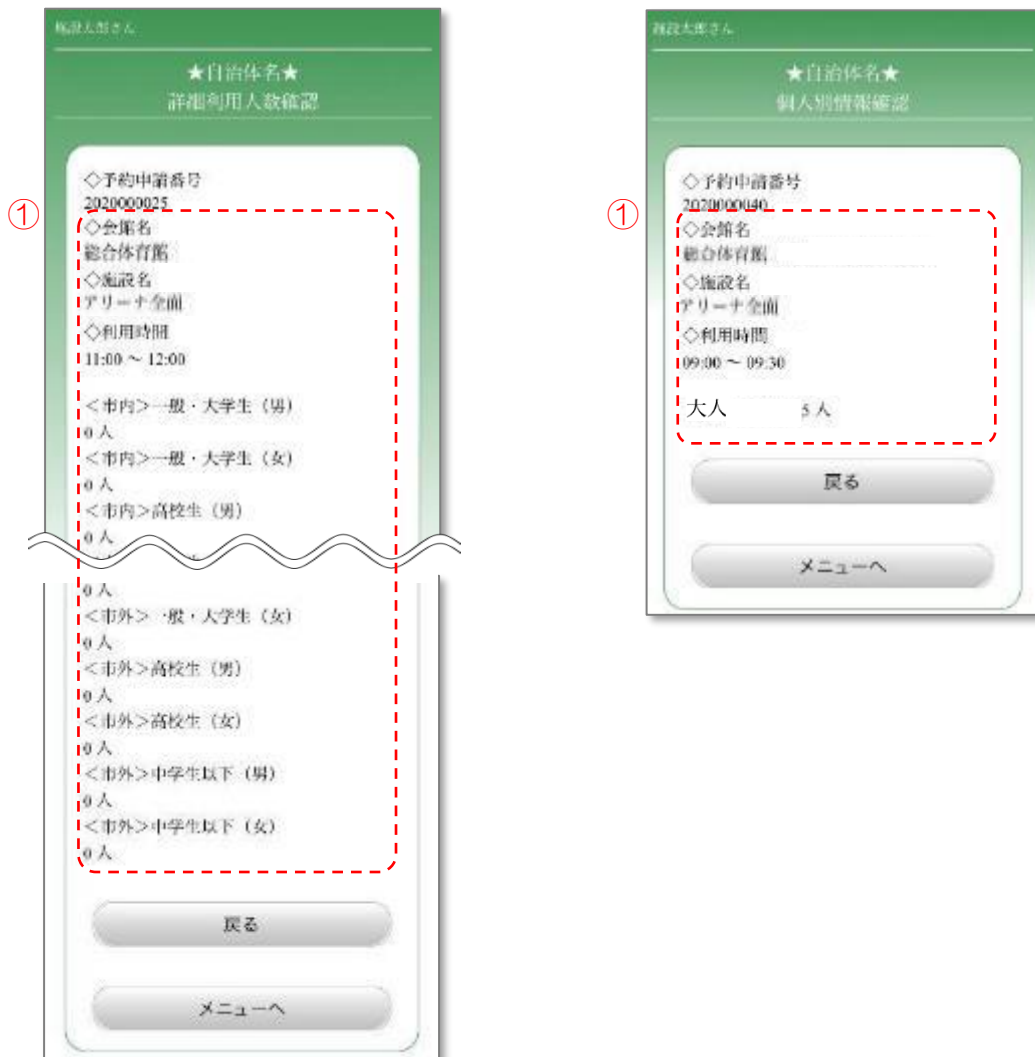 施設太郎さん
★自治体名★
詳細利用人数確認
①
◇予約申請番号
2020000025
◇会館名
総合体育館
◇施設名
アリーナ全面
◇利用時間
11:00 ～ 12:00
＜市内＞一般・大学生（男）
0 人
＜市内＞一般・大学生（女）
0 人
＜市内＞高校生（男）
0 人
0 人
＜市外＞一般・大学生（女）
0 人
＜市外＞高校生（男）
0 人
＜市外＞高校生（女）
0 人
＜市外＞中学生以下（男）
0 人
＜市外＞中学生以下（女）
0 人
戻る
メニューへ
施設太郎さん
★自治体名★
個人別情報確認
①
◇予約申請番号
2020000040
◇会館名
総合体育館
◇施設名
アリーナ全面
◇利用時間
09:00 ～ 09:30
大人 5 人
戻る
メニューへ